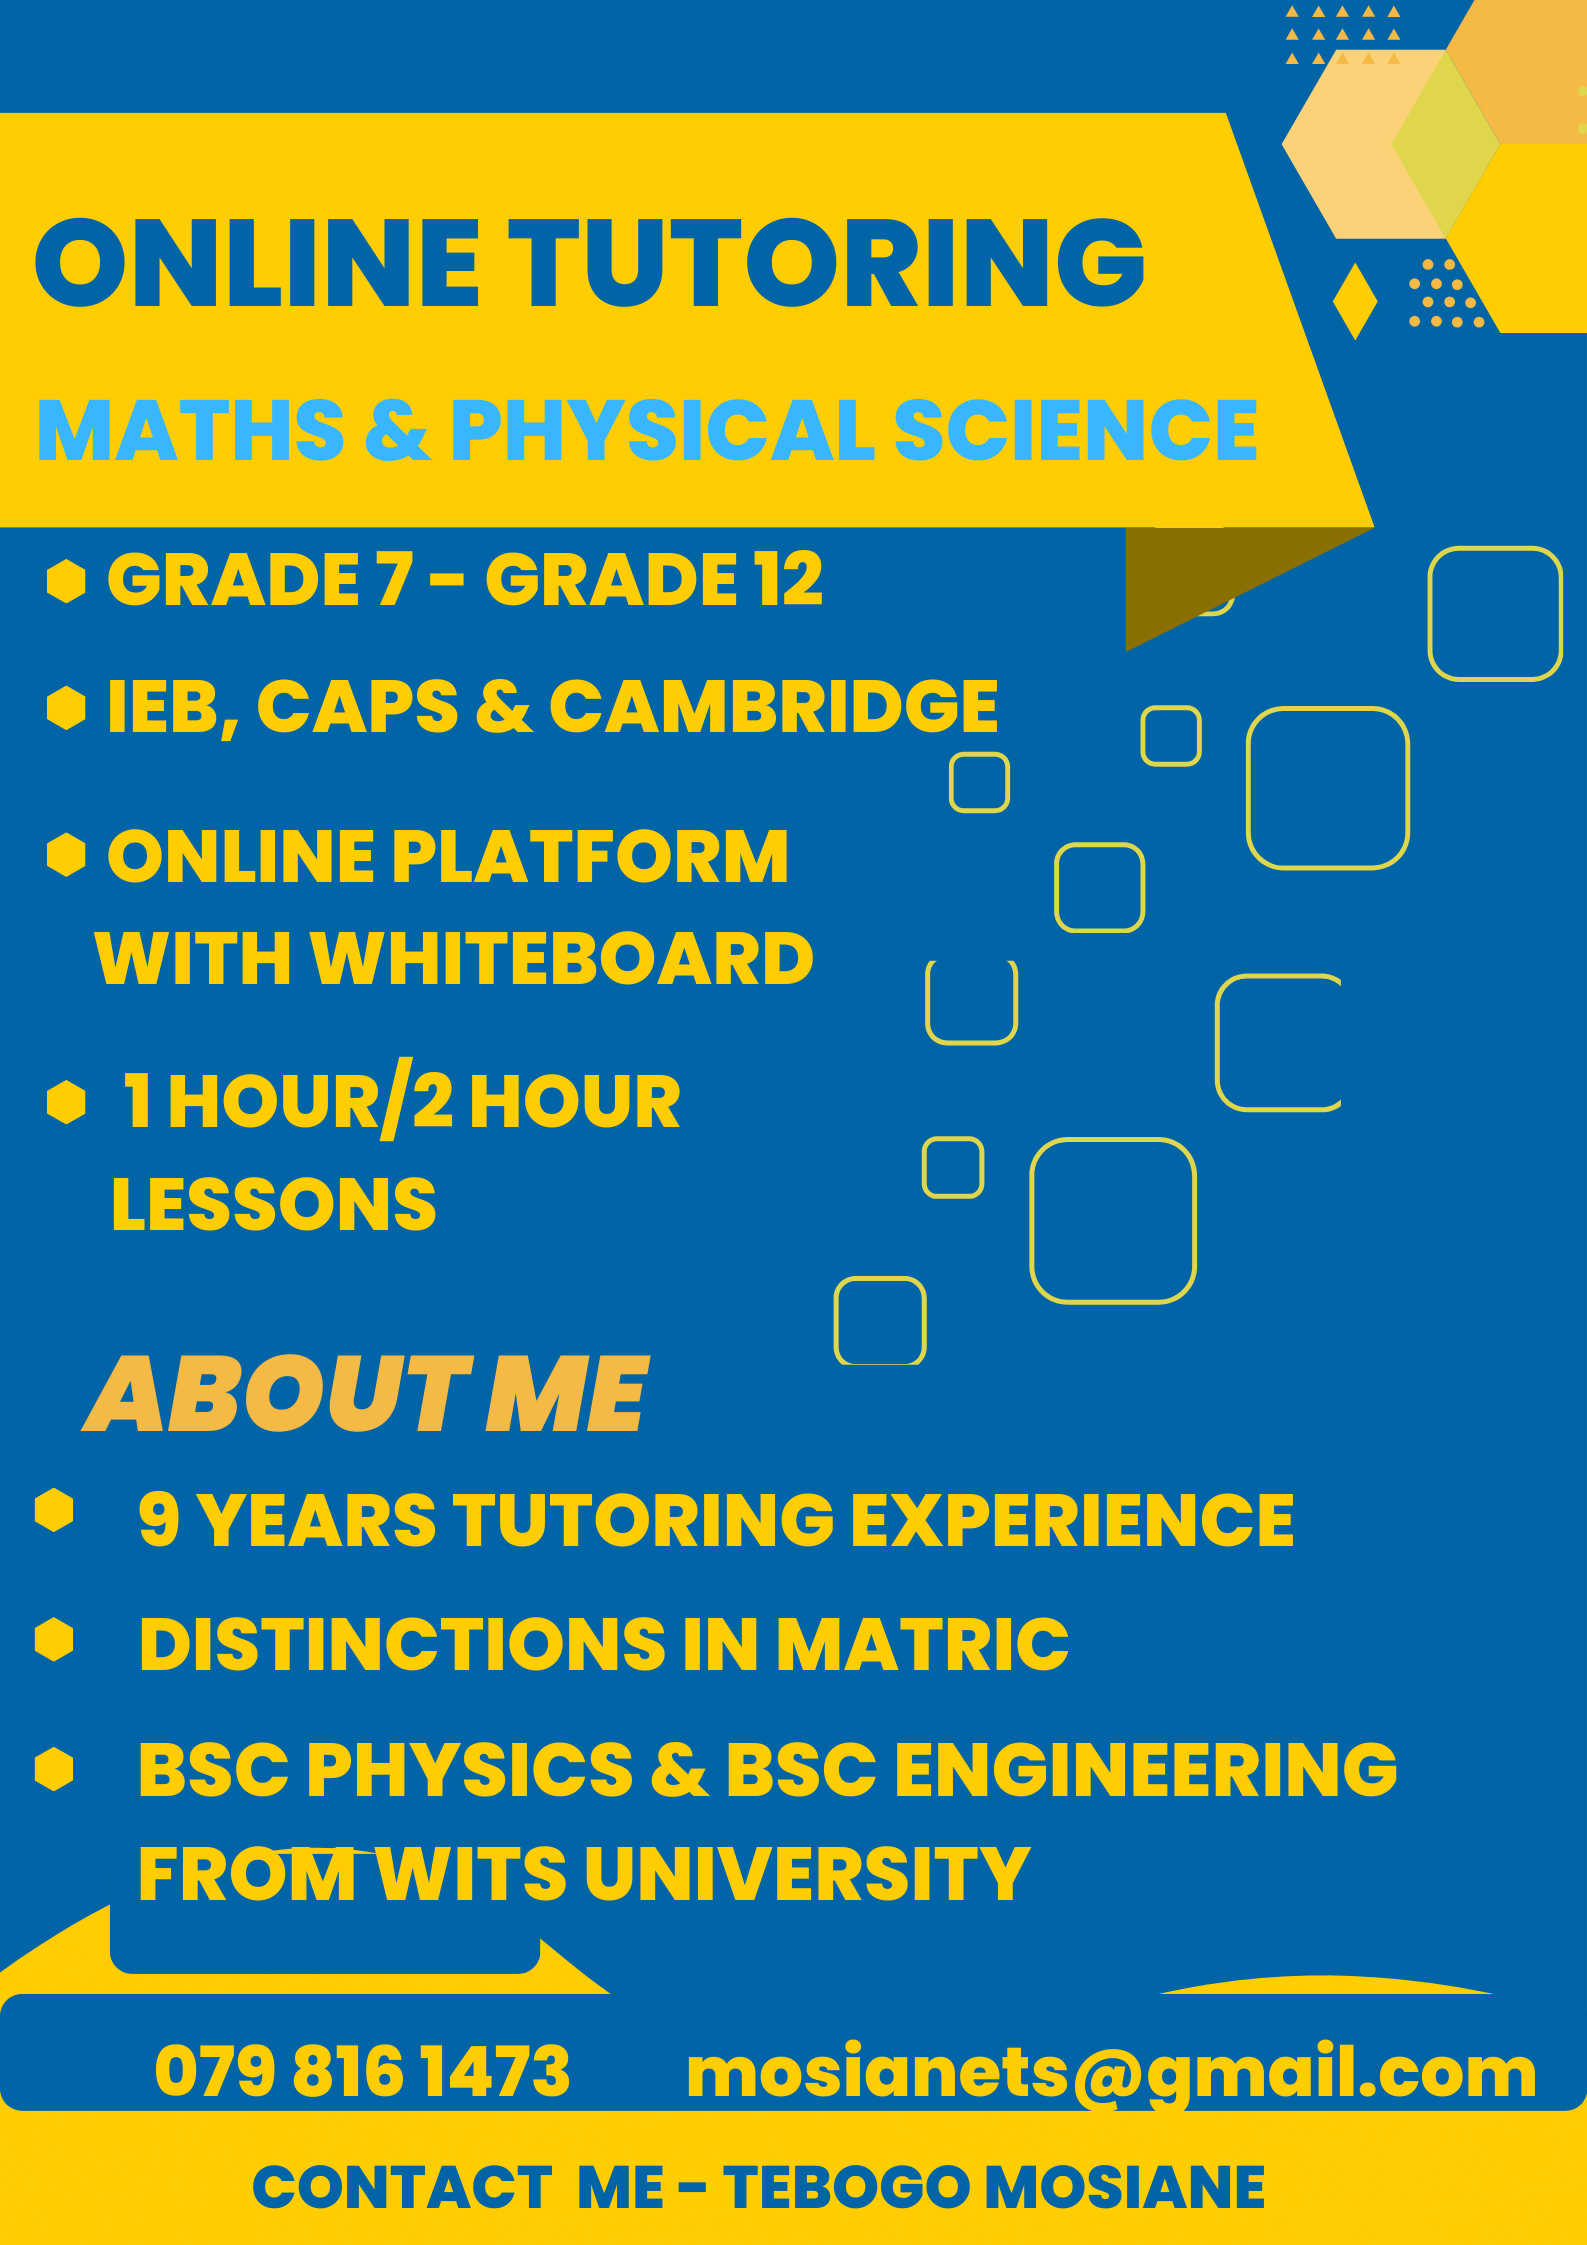 ONLINE TUTORING
MATHS & PHYSICAL SCIENCE
GRADE 7 – GRADE 12
IEB, CAPS & CAMBRIDGE
ONLINE PLATFORM
WITH WHITEBOARD
1 HOUR/2 HOUR
LESSONS
ABOUT ME
9 YEARS TUTORING EXPERIENCE
DISTINCTIONS IN MATRIC
BSC PHYSICS & BSC ENGINEERING
FROM WITS UNIVERSITY
079 816 1473 mosianets@gmail.com
CONTACT ME – TEBOGO MOSIANE